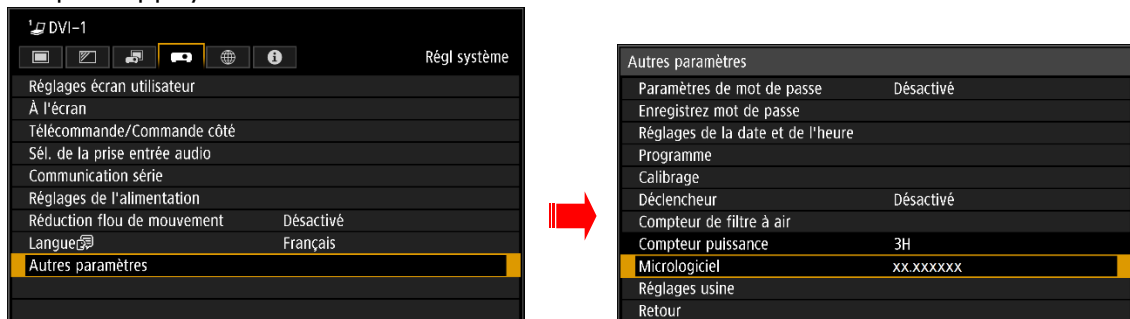 DVI-1
Régl système
Réglages écran utilisateur
À l'écran
Télécommande/Commande côté
Sél. de la prise entrée audio
Communication série
Réglages de l'alimentation
Réduction flou de mouvement Désactivé
Langue Français
Autres paramètres
Autres paramètres
Paramètres de mot de passe Désactivé
Enregistrez mot de passe
Réglages de la date et de l'heure
Programme
Calibrage
Déclencheur Désactivé
Compteur de filtre à air
Compteur puissance 3H
Micrologiciel xx.xxxxxx
Réglages usine
Retour